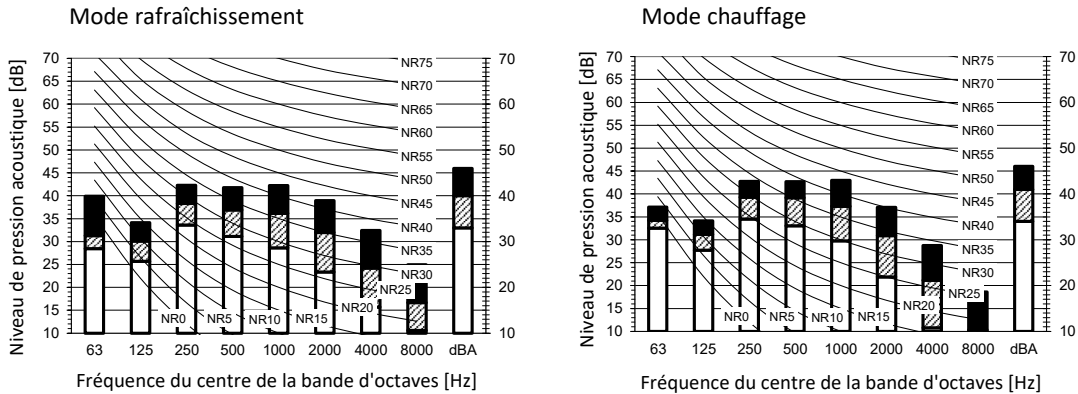 Mode rafraîchissement
Niveau de pression acoustique [dB]
70
65
60
55
50
45
40
35
30
25
20
15
10
NR75
NR70
NR65
NR60
NR55
NR50
NR45
NR40
NR35
NR30
NR25
NR20
NR0 NR5 NR10 NR15
70
60
50
40
30
20
10
63 125 250 500 1000 2000 4000 8000 dBA
Fréquence du centre de la bande d'octaves [Hz]
Mode chauffage
Niveau de pression acoustique [dB]
70
65
60
55
50
45
40
35
30
25
20
15
10
NR75
NR70
NR65
NR60
NR55
NR50
NR45
NR40
NR35
NR30
NR25
NR20
NR0 NR5 NR10 NR15
70
60
50
40
30
20
10
63 125 250 500 1000 2000 4000 8000 dBA
Fréquence du centre de la bande d'octaves [Hz]